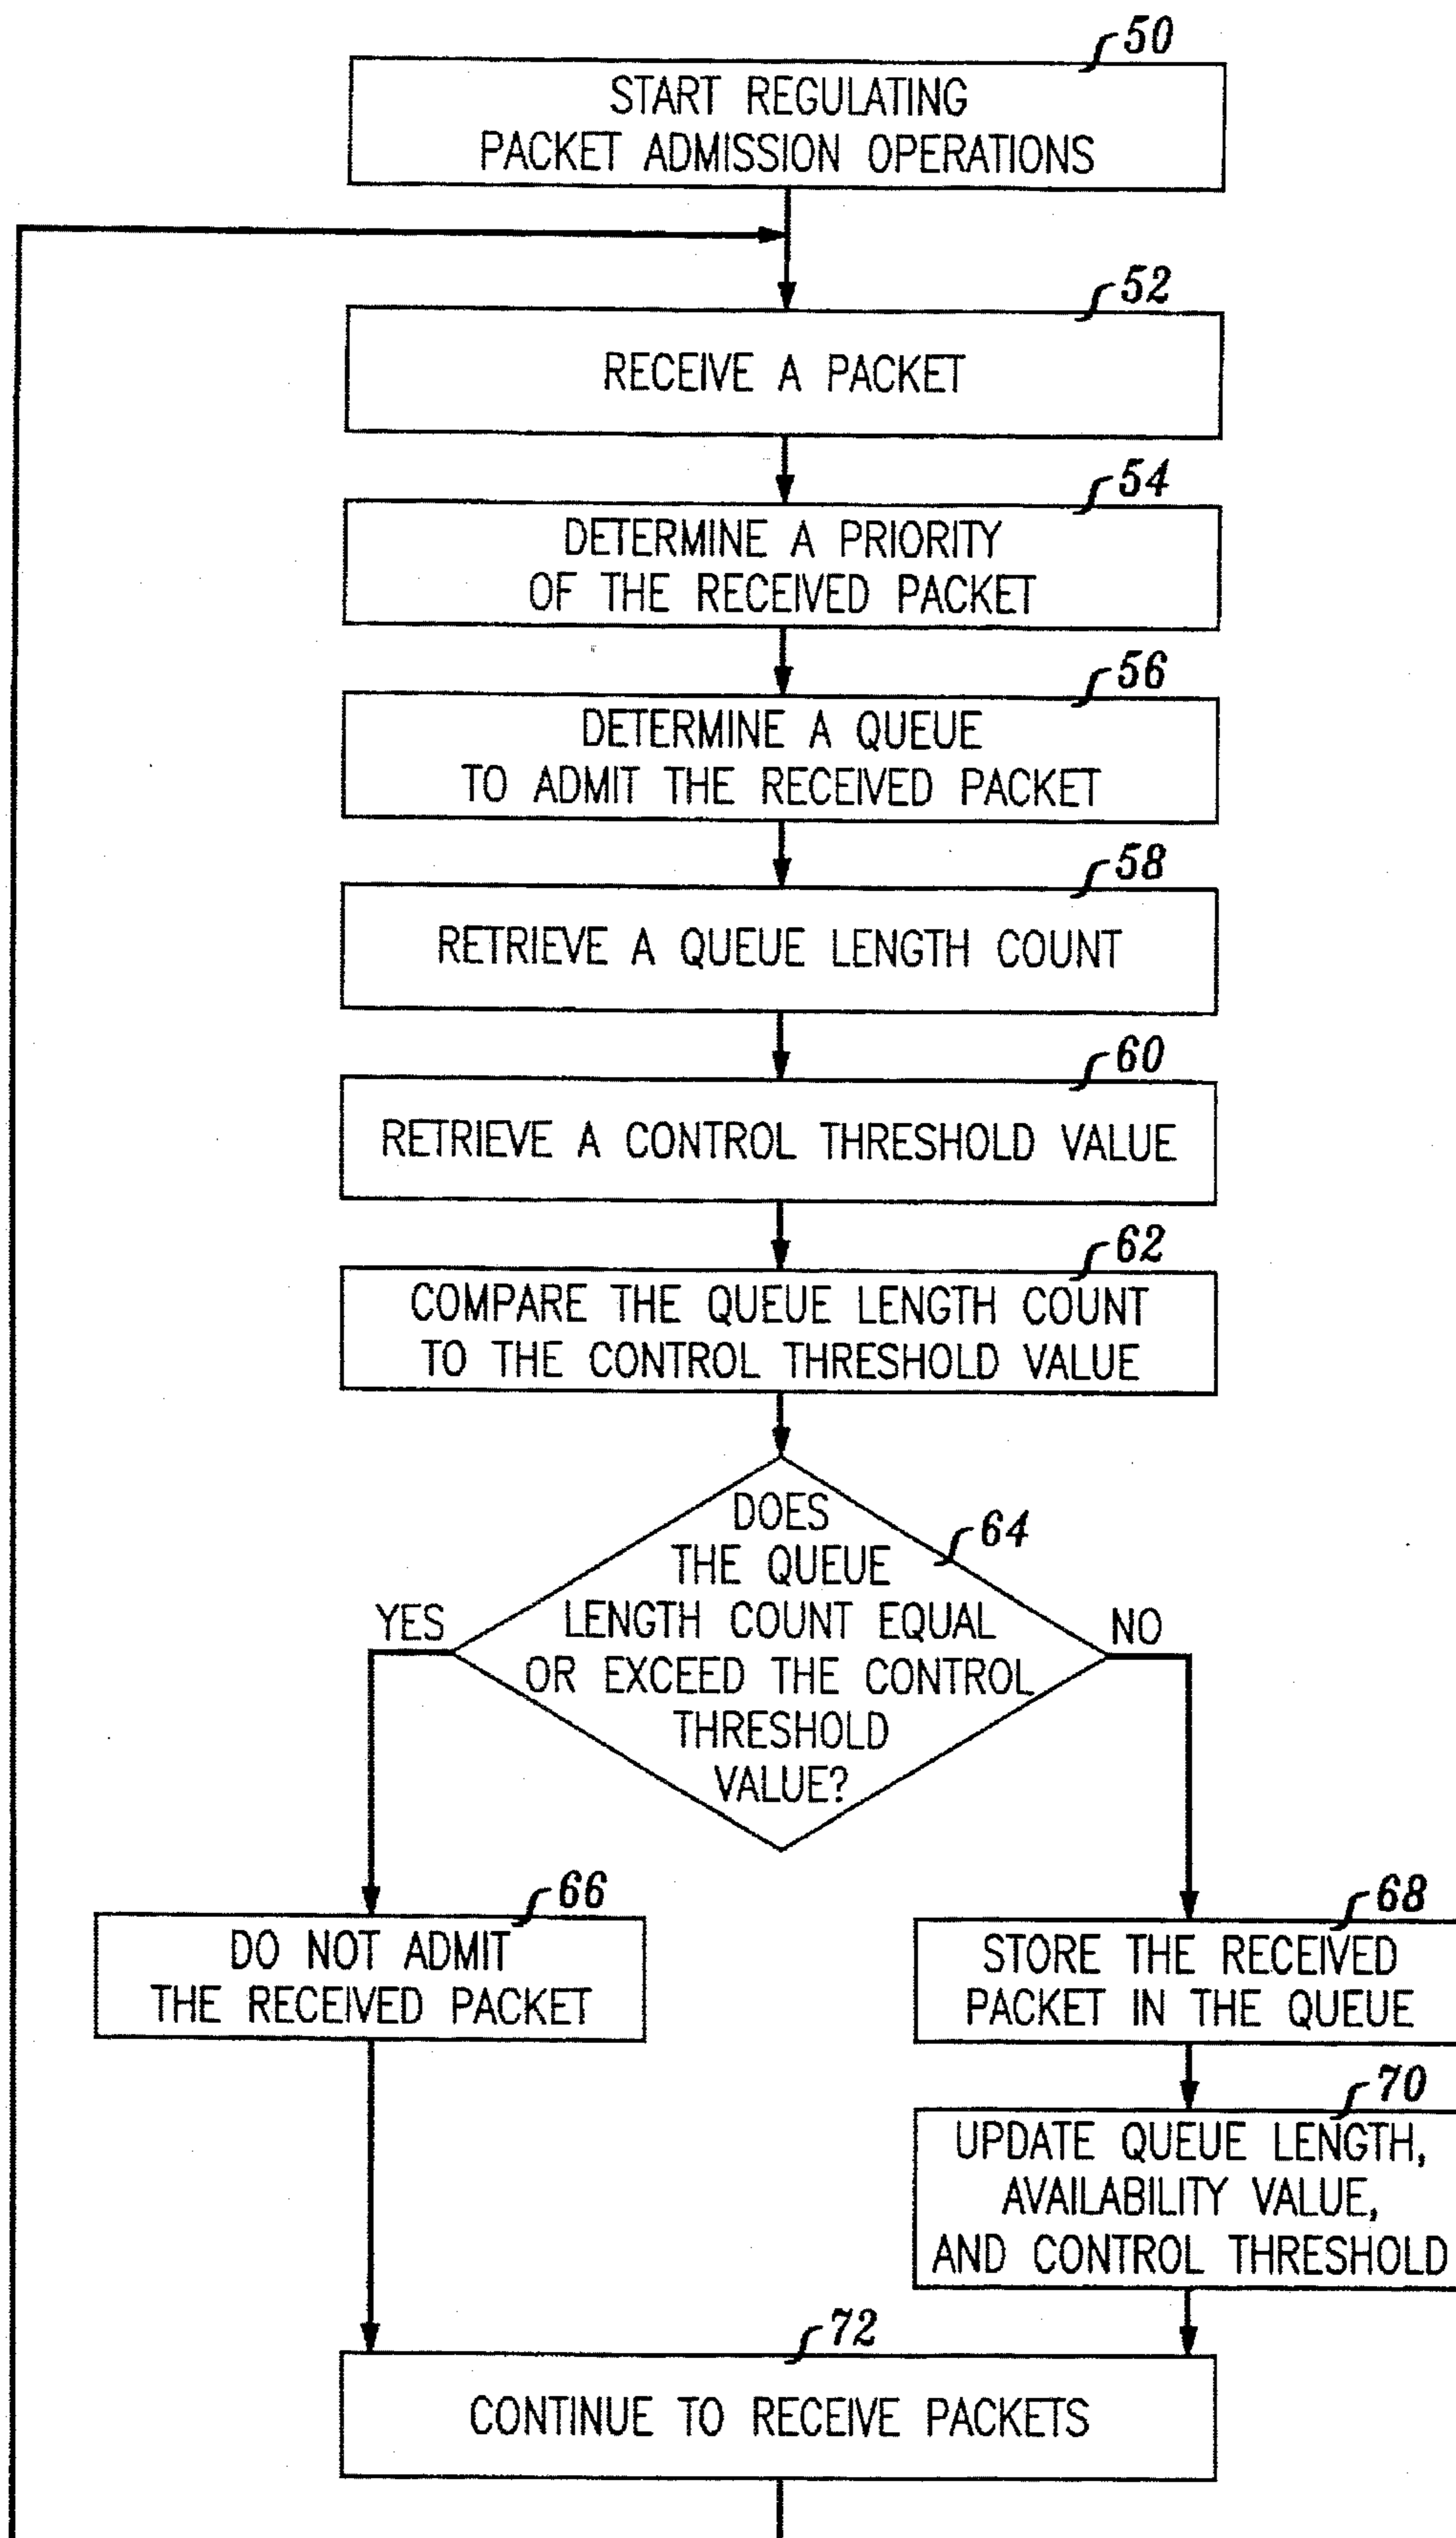 50
START REGULATING
PACKET ADMISSION OPERATIONS
52
RECEIVE A PACKET
54
DETERMINE A PRIORITY
OF THE RECEIVED PACKET
56
DETERMINE A QUEUE
TO ADMIT THE RECEIVED PACKET
58
RETRIEVE A QUEUE LENGTH COUNT
60
RETRIEVE A CONTROL THRESHOLD VALUE
62
COMPARE THE QUEUE LENGTH COUNT
TO THE CONTROL THRESHOLD VALUE
64
DOES
THE QUEUE
LENGTH COUNT EQUAL
OR EXCEED THE CONTROL
THRESHOLD
VALUE?
YES
NO
66
DO NOT ADMIT
THE RECEIVED PACKET
68
STORE THE RECEIVED
PACKET IN THE QUEUE
70
UPDATE QUEUE LENGTH,
AVAILABILITY VALUE,
AND CONTROL THRESHOLD
72
CONTINUE TO RECEIVE PACKETS